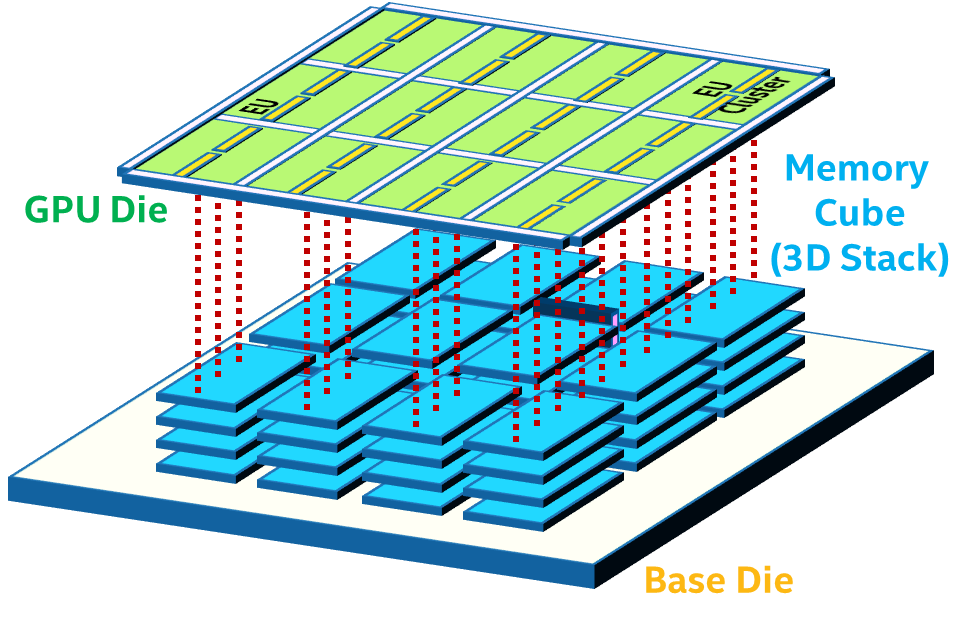 EU
EU
Cluster
GPU Die
Memory
Cube
(3D Stack)
Base Die